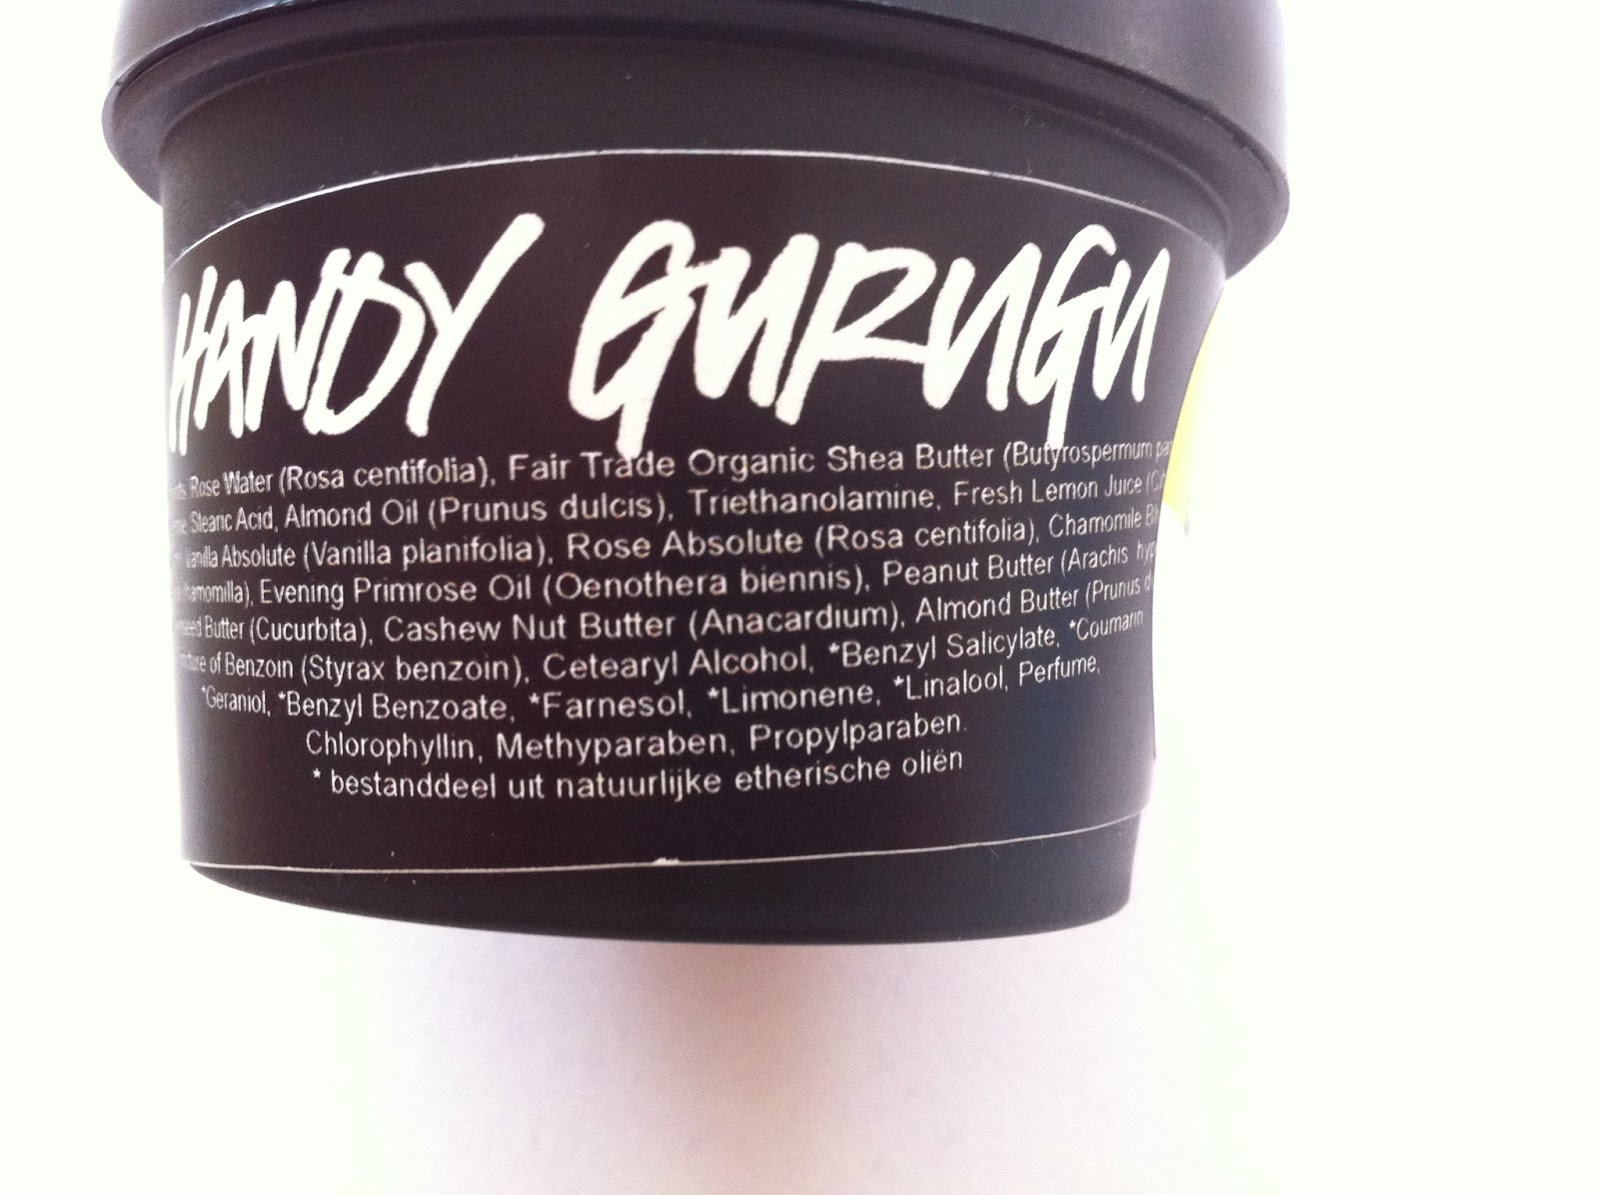 HANDY GURUGU
Rose Water (Rosa centifolia), Fair Trade Organic Shea Butter (Butyrospermum
Stearic Acid, Almond Oil (Prunus dulcis), Triethanolamine, Fresh Lemon Juice
Vanilla Absolute (Vanilla planifolia), Rose Absolute (Rosa centifolia), Chamomile
Evening Primrose Oil (Oenothera biennis), Peanut Butter (Arachis
Butter (Cucurbita), Cashew Nut Butter (Anacardium), Almond Butter (Prunus
of Benzoin (Styrax benzoin), Cetearyl Alcohol, *Benzyl Salicylate, *Coumarin
*Geraniol, *Benzyl Benzoate, *Farnesol, *Limonene, *Linalool, Perfume,
Chlorophyllin, Methyparaben, Propylparaben.
* bestanddeel uit natuurlijke etherische oliën